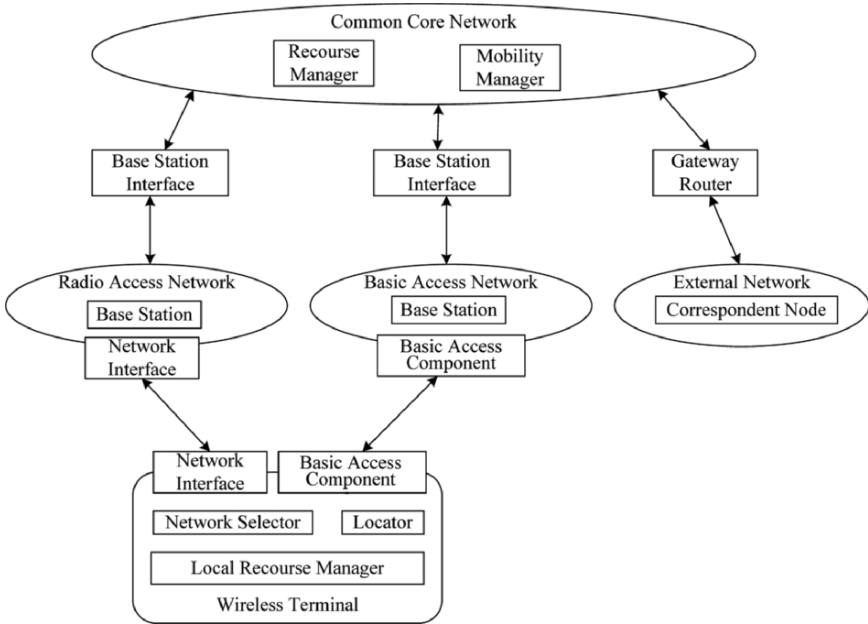 Common Core Network
Recourse
Manager
Mobility
Manager
Base Station
Interface
Base Station
Interface
Gateway
Router
Radio Access Network
Base Station
Network
Interface
Basic Access Network
Base Station
Basic Access
Component
External Network
Correspondent Node
Network
Interface
Basic Access
Component
Network Selector
Locator
Local Recourse Manager
Wireless Terminal